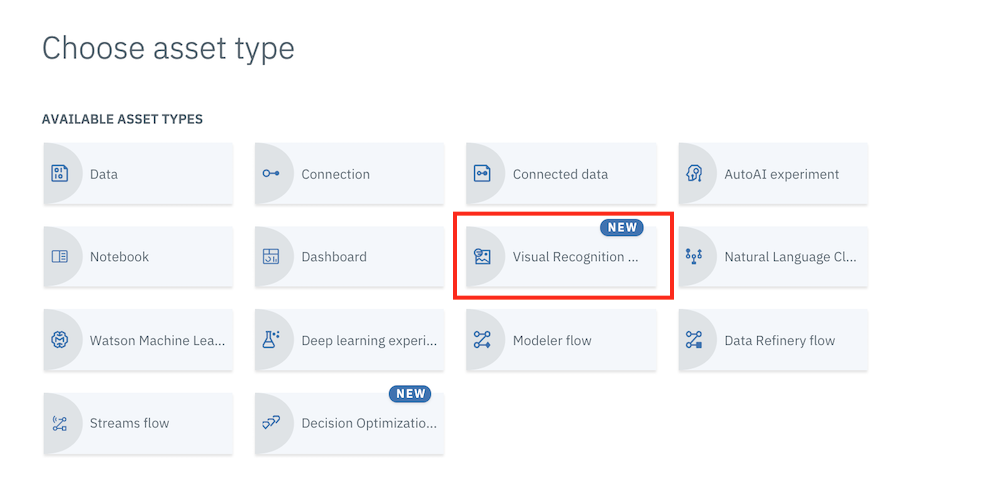 Choose asset type
AVAILABLE ASSET TYPES
Data
Connection
Connected data
AutoAI experiment
Notebook
Dashboard
NEW
Visual Recognition ...
Natural Language Cl...
Watson Machine Lea...
Deep learning experi...
Modeler flow
Data Refinery flow
Streams flow
NEW
Decision Optimizatio...